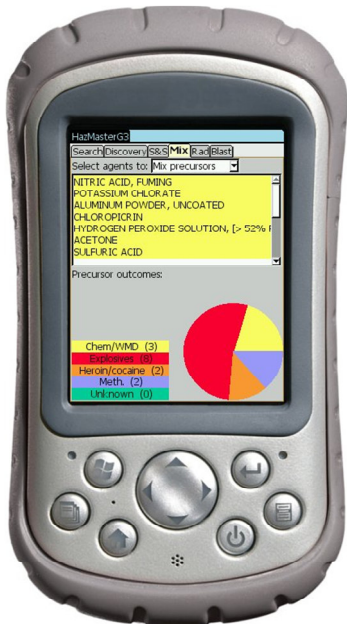 HazMasterG3
Search Discovery S&S Mix Rad Blast
Select agents to: Mix precursors
NITRIC ACID, FUMING
POTASSIUM CHLORATE
ALUMINUM POWDER, UNCOATED
CHLOROPICRIN
HYDROGEN PEROXIDE SOLUTION, [> 52%
ACETONE
SULFURIC ACID
Precursor outcomes:
Chem/WMD (3)
Explosives (8)
Heroin/cocaine (2)
Meth. (2)
Unknown (0)